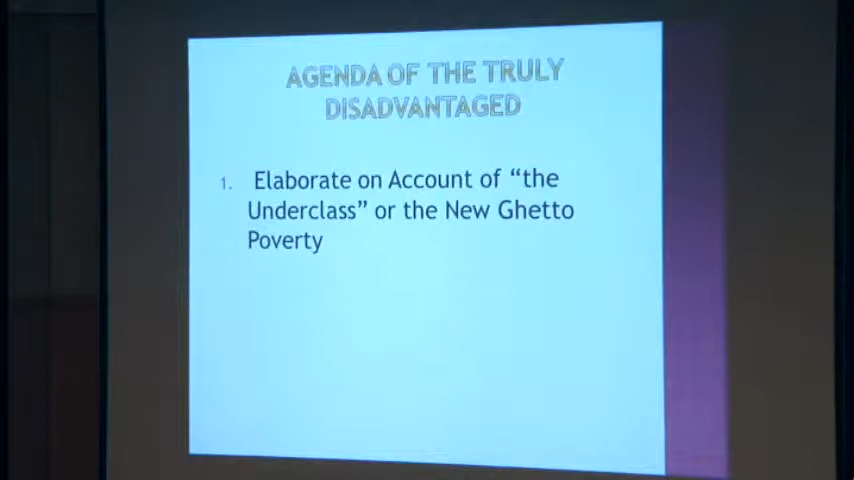 AGENDA OF THE TRULY
DISADVANTAGED
1. Elaborate on Account of “the
Underclass” or the New Ghetto
Poverty